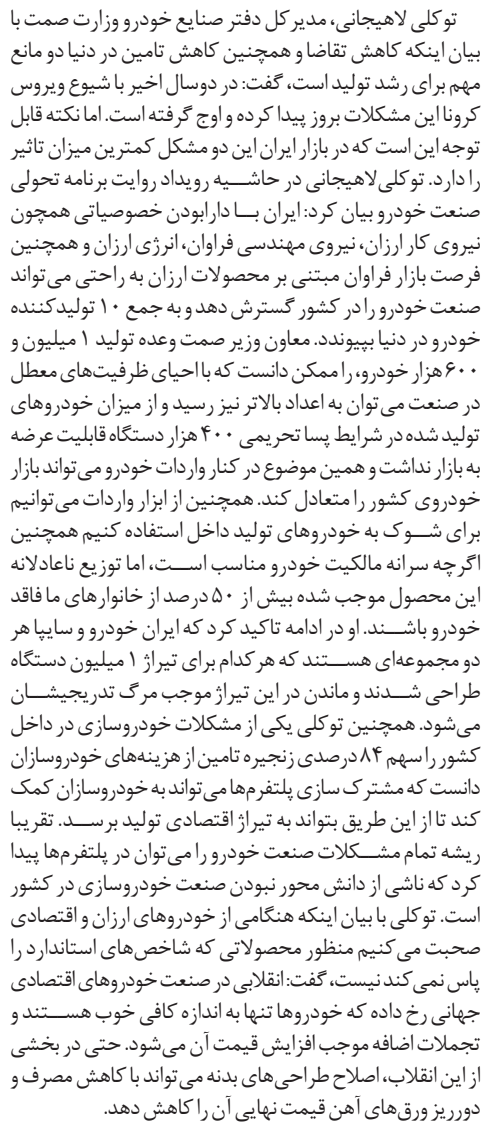 توکلی لاهیجانی، مدیرکل دفتر صنایع خودرو وزارت صمت با
بیان اینکه کاهش تقاضا و همچنین کاهش تامین در دنیا دو مانع
مهم برای رشد تولید است، گفت: در دوسال اخیر با شیوع ویروس
کرونا این مشکلات بروز پیدا کرده و اوج گرفته است. اما نکته قابل
توجه این است که در بازار ایران این دو مشکل کمترین میزان تاثیر
را دارد. توکلی‌لاهیجانی در حاشیه رویداد روایت برنامه تحولی
صنعت خودرو بیان کرد: ایران با دارابودن خصوصیاتی همچون
نیروی کار ارزان، نیروی مهندسی فراوان، انرژی ارزان و همچنین
فرصت بازار فراوان مبتنی بر محصولات ارزان به راحتی می‌تواند
صنعت خودرو را در کشور گسترش دهد و به جمع ۱۰ تولیدکننده
خودرو در دنیا بپیوندد. معاون وزیر صمت وعده تولید ۱ میلیون و
۶۰۰ هزار خودرو، را ممکن دانست که با احیای ظرفیت‌های معطل
در صنعت می‌توان به اعداد بالاتر نیز رسید و از میزان خودروهای
تولید شده در شرایط پسا تحریمی ۴۰۰ هزار دستگاه قابلیت عرضه
به بازار نداشت و همین موضوع در کنار واردات خودرو می‌تواند بازار
خودروی کشور را متعادل کند. همچنین از ابزار واردات می‌توانیم
برای شوک به خودروهای تولید داخل استفاده کنیم همچنین
اگرچه سرانه مالکیت خودرو مناسب است، اما توزیع ناعادلانه
این محصول موجب شده بیش از ۵۰ درصد از خانوارهای ما فاقد
خودرو باشند. او در ادامه تاکید کرد که ایران خودرو و سایپا هر
دو مجموعه‌ای هستند که هرکدام برای تیراژ ۱ میلیون دستگاه
طراحی شدند و ماندن در این تیراژ موجب مرگ تدریجیشان
می‌شود. همچنین توکلی یکی از مشکلات خودروسازی در داخل
کشور را سهم ۸۴ درصدی زنجیره تامین از هزینه‌های خودروسازان
دانست که مشترک سازی پلتفرم‌ها می‌تواند به خودروسازان کمک
کند تا از این طریق بتواند به تیراژ اقتصادی تولید برسد. تقریبا
ریشه تمام مشکلات صنعت خودرو را می‌توان در پلتفرم‌ها پیدا
کرد که ناشی از دانش محور نبودن صنعت خودروسازی در کشور
است. توکلی با بیان اینکه هنگامی از خودروهای ارزان و اقتصادی
صحبت می‌کنیم منظور محصولاتی که شاخص‌های استاندارد را
پاس نمی‌کند نیست، گفت: انقلابی در صنعت خودروهای اقتصادی
جهانی رخ داده که خودروها تنها به اندازه کافی خوب هستند و
تجملات اضافه موجب افزایش قیمت آن می‌شود. حتی در بخشی
از این انقلاب، اصلاح طراحی‌های بدنه می‌تواند با کاهش مصرف و
دورریز ورق‌های آهن قیمت نهایی آن را کاهش دهد.